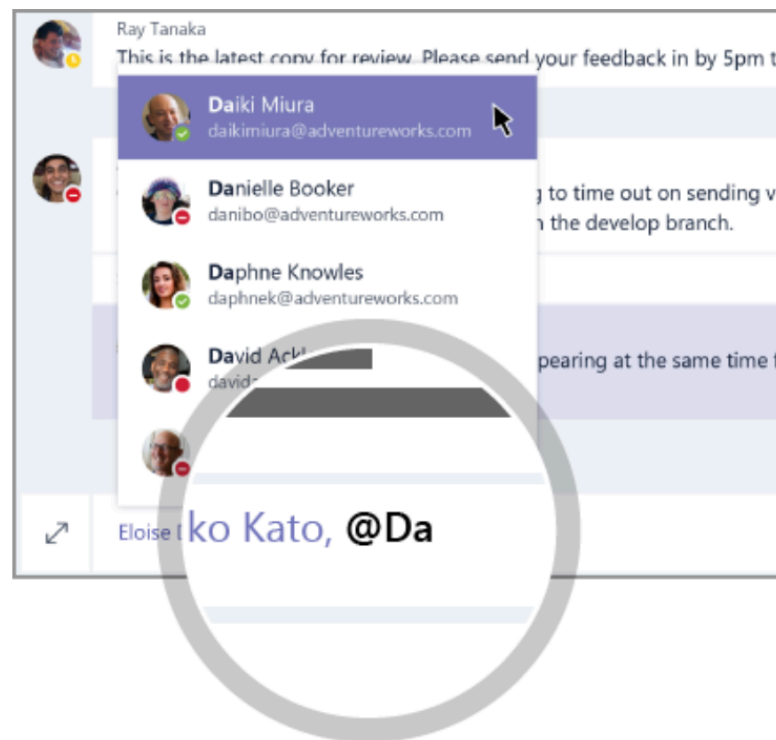 Ray Tanaka
This is the latest copy for review. Please send your feedback in by 5pm t
Daiki Miura
daikimiura@adventureworks.com
Danielle Booker
danibo@adventureworks.com
g to time out on sending v
n the develop branch.
Daphne Knowles
daphnek@adventureworks.com
David Ackl
davida
pearing at the same time f
Eloise
ko Kato, @Da